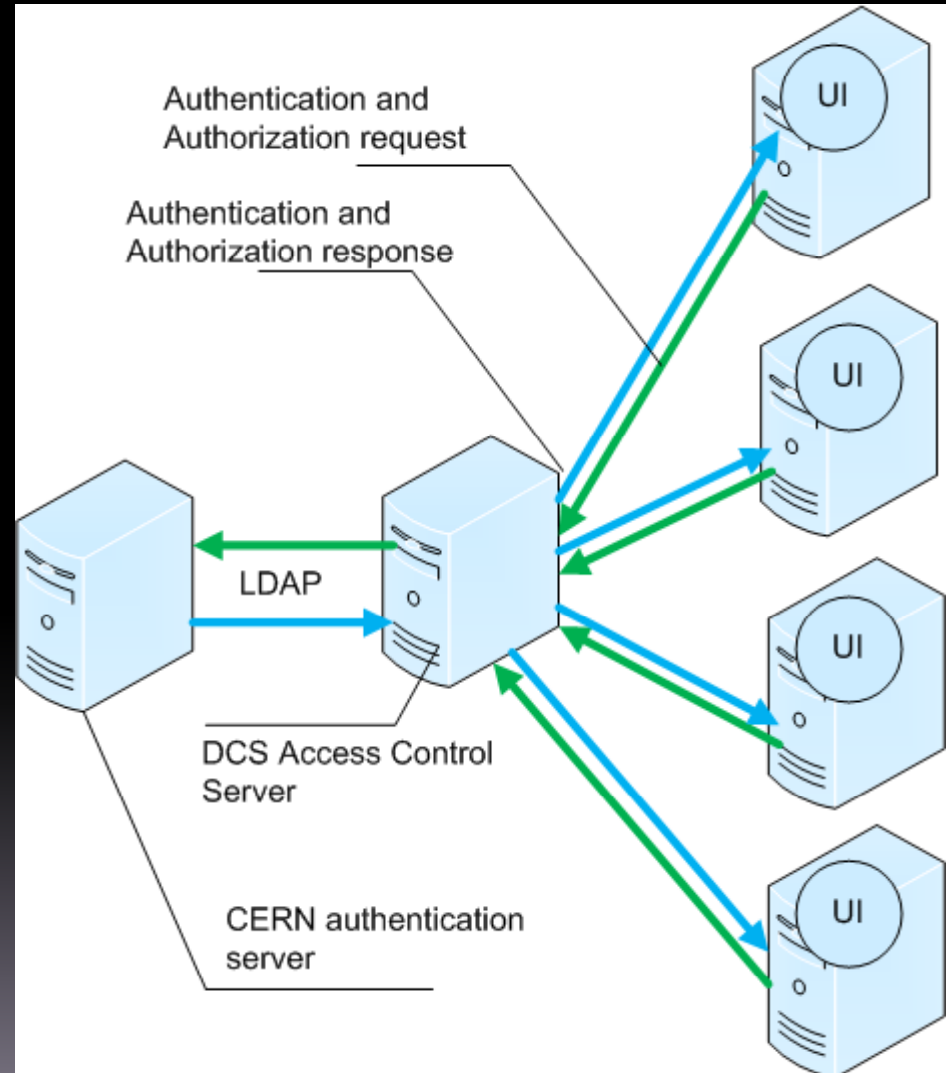 UI
Authentication and
Authorization request
Authentication and
Authorization response
UI
LDAP
UI
DCS Access Control
Server
UI
CERN authentication
server